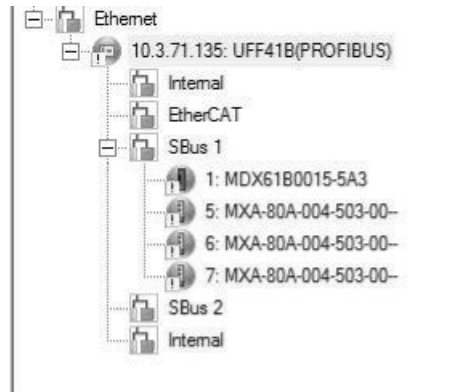 Ethernet
10.3.71.135: UFF41B(PROFIBUS)
Internal
EtherCAT
SBus 1
1: MDX61B0015-5A3
5: MXA-80A-004-503-00--
6: MXA-80A-004-503-00--
7: MXA-80A-004-503-00--
SBus 2
Internal